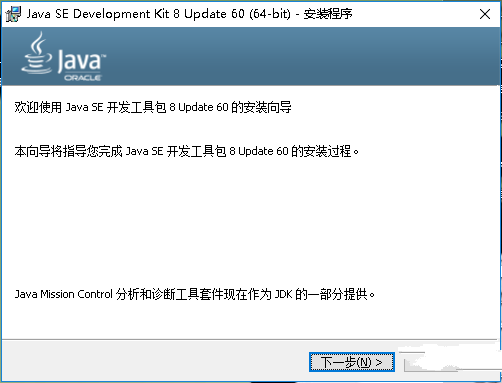 Java SE Development Kit 8 Update 60 (64-bit) - 安装程序
Java™
ORACLE
欢迎使用 Java SE 开发工具包 8 Update 60 的安装向导
本向导将指导您完成 Java SE 开发工具包 8 Update 60 的安装过程。
Java Mission Control 分析和诊断工具套件现在作为 JDK 的一部分提供。
下一步(N) >